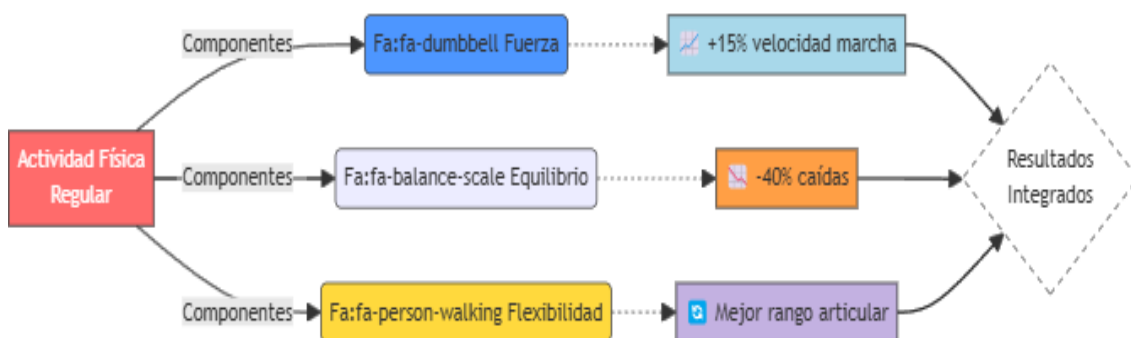 Componentes
Fa:fa-dumbbell Fuerza
📈 +15% velocidad marcha
Actividad Física
Regular
Componentes
Fa:fa-balance-scale Equilibrio
📉 -40% caídas
Resultados
Integrados
Componentes
Fa:fa-person-walking Flexibilidad
🔄 Mejor rango articular